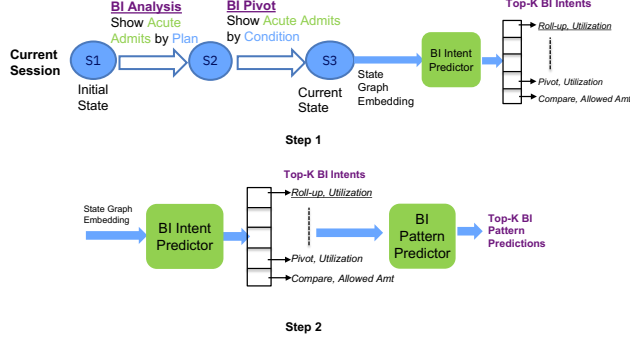 BI Analysis
Show Acute
Admits by Plan
BI Pivot
Show Acute Admits
by Condition
Top-K BI Intents
Current
Session
S1
S2
S3
Initial
State
Current
State
State
Graph
Embedding
BI Intent
Predictor
Roll-up, Utilization
Pivot, Utilization
Compare, Allowed Amt
Step 1
State Graph
Embedding
BI Intent
Predictor
Top-K BI Intents
Roll-up, Utilization
Pivot, Utilization
Compare, Allowed Amt
BI
Pattern
Predictor
Top-K BI
Pattern
Predictions
Step 2